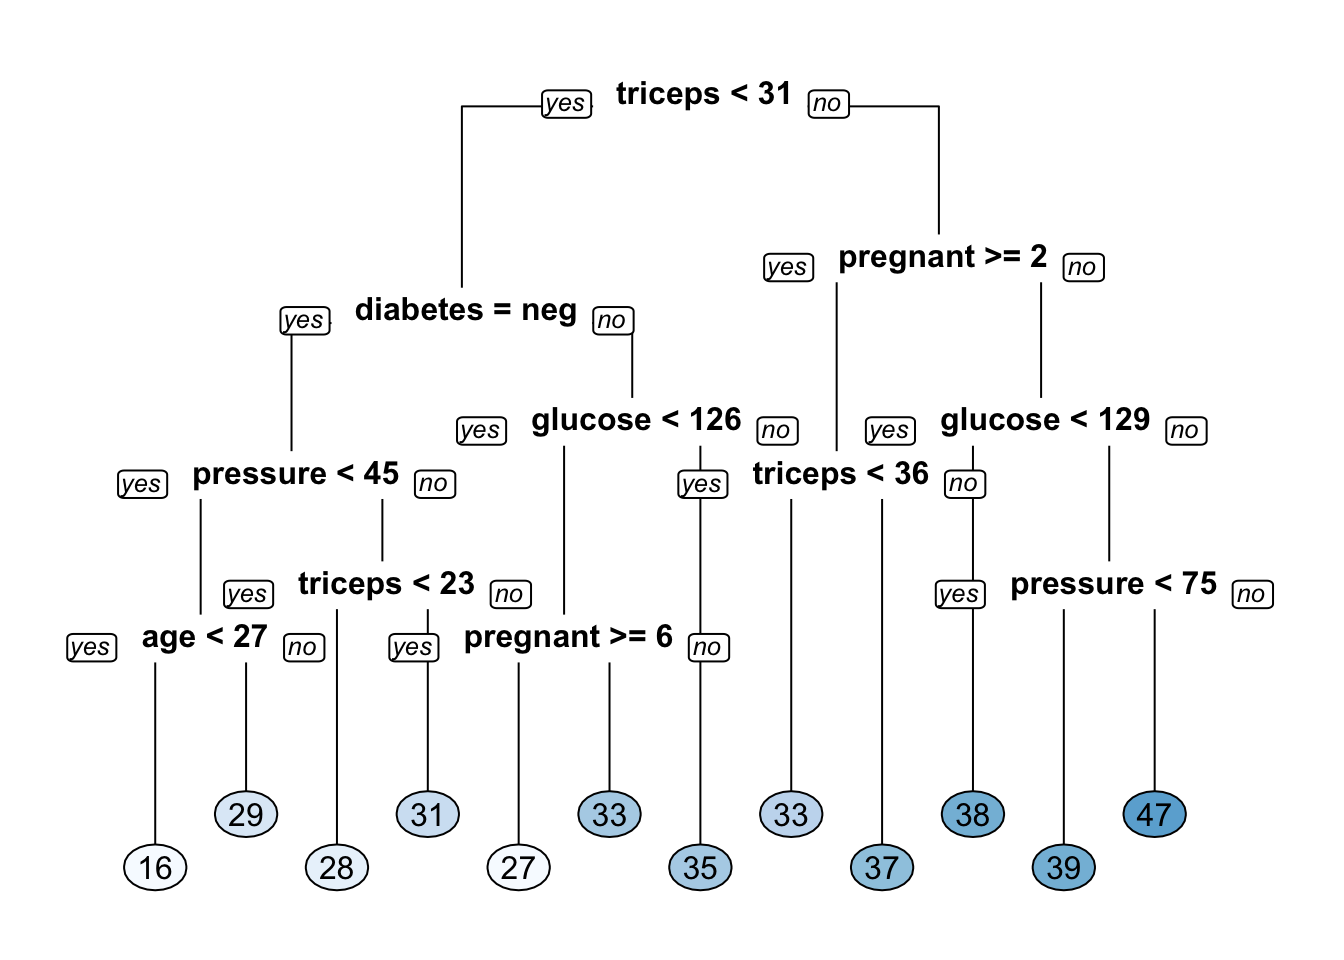 yes triceps < 31 no
yes pregnant >= 2 no
yes diabetes = neg no
yes glucose < 126 no
yes glucose < 129 no
yes pressure < 45 no
yes triceps < 36 no
yes triceps < 23 no
yes pressure < 75 no
yes age < 27 no
yes pregnant >= 6 no
29 31 33 33 38 47
16 28 27 35 37 39